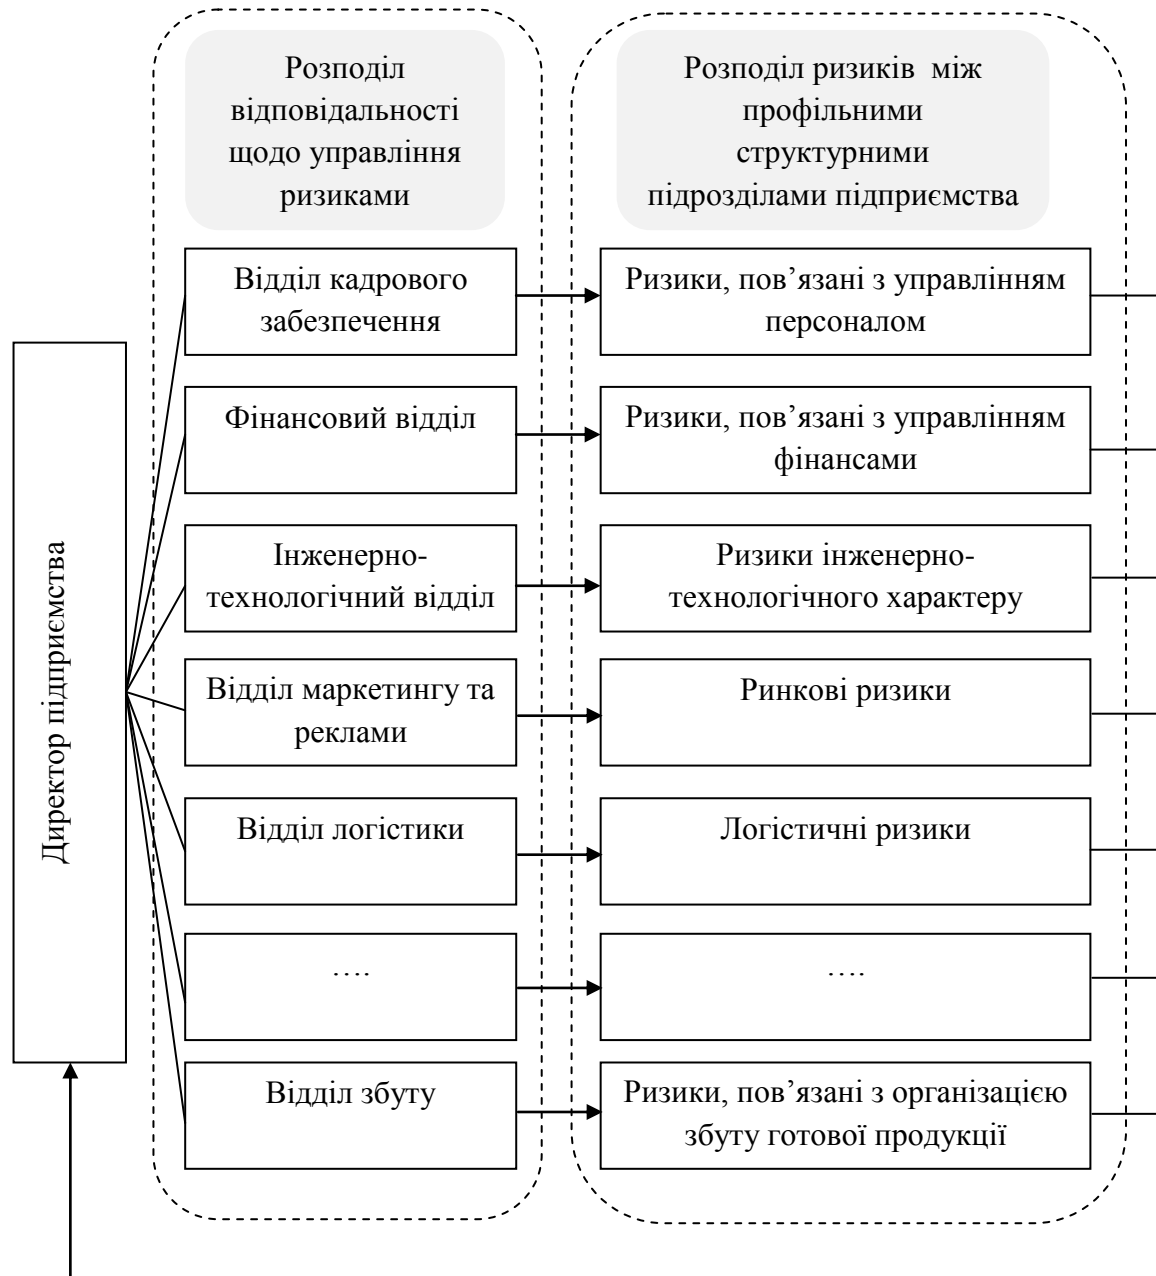 Розподіл
відповідальності
щодо управління
ризиками
Розподіл ризиків між
профільними
структурними
підрозділами підприємства
Директор підприємства
Відділ кадрового
забезпечення
Ризики, пов’язані з управлінням
персоналом
Фінансовий відділ
Ризики, пов’язані з управлінням
фінансами
Інженерно-
технологічний відділ
Ризики інженерно-
технологічного характеру
Відділ маркетингу та
реклами
Ринкові ризики
Відділ логістики
Логістичні ризики
….
….
Відділ збуту
Ризики, пов’язані з організацією
збуту готової продукції